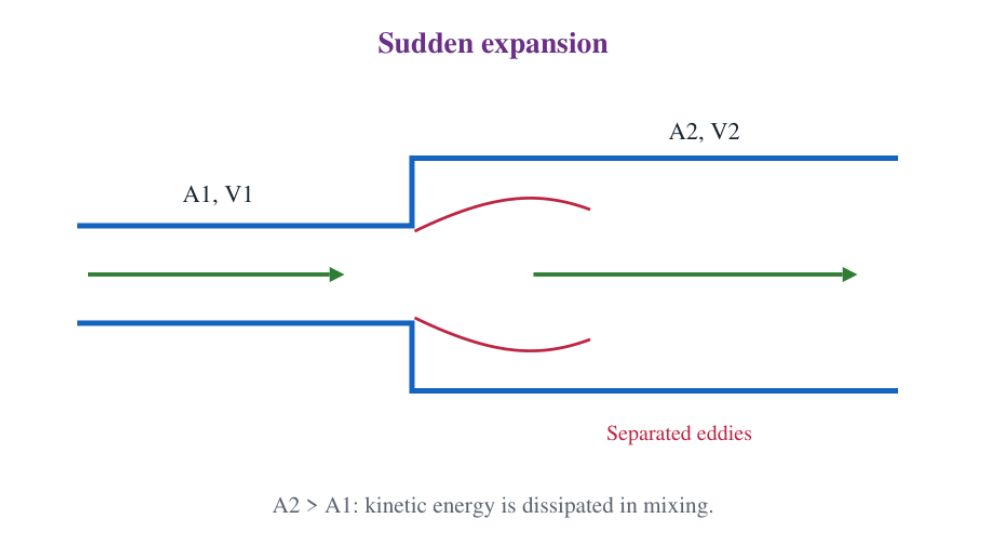 Sudden expansion
A2, V2
A1, V1
Separated eddies
A2 > A1: kinetic energy is dissipated in mixing.